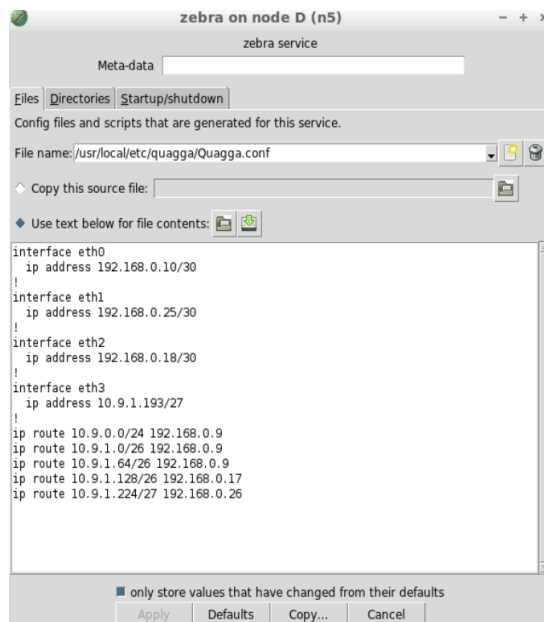 zebra on node D (n5)
zebra service
Meta-data
Files Directories Startup/shutdown
Config files and scripts that are generated for this service.
File name: /usr/local/etc/quagga/Quagga.conf
Copy this source file:
Use text below for file contents:
interface eth0
  ip address 192.168.0.10/30
!
interface eth1
  ip address 192.168.0.25/30
!
interface eth2
  ip address 192.168.0.18/30
!
interface eth3
  ip address 10.9.1.193/27
!
ip route 10.9.0.0/24 192.168.0.9
ip route 10.9.1.0/26 192.168.0.9
ip route 10.9.1.64/26 192.168.0.9
ip route 10.9.1.128/26 192.168.0.17
ip route 10.9.1.224/27 192.168.0.26
only store values that have changed from their defaults
Apply Defaults Copy... Cancel